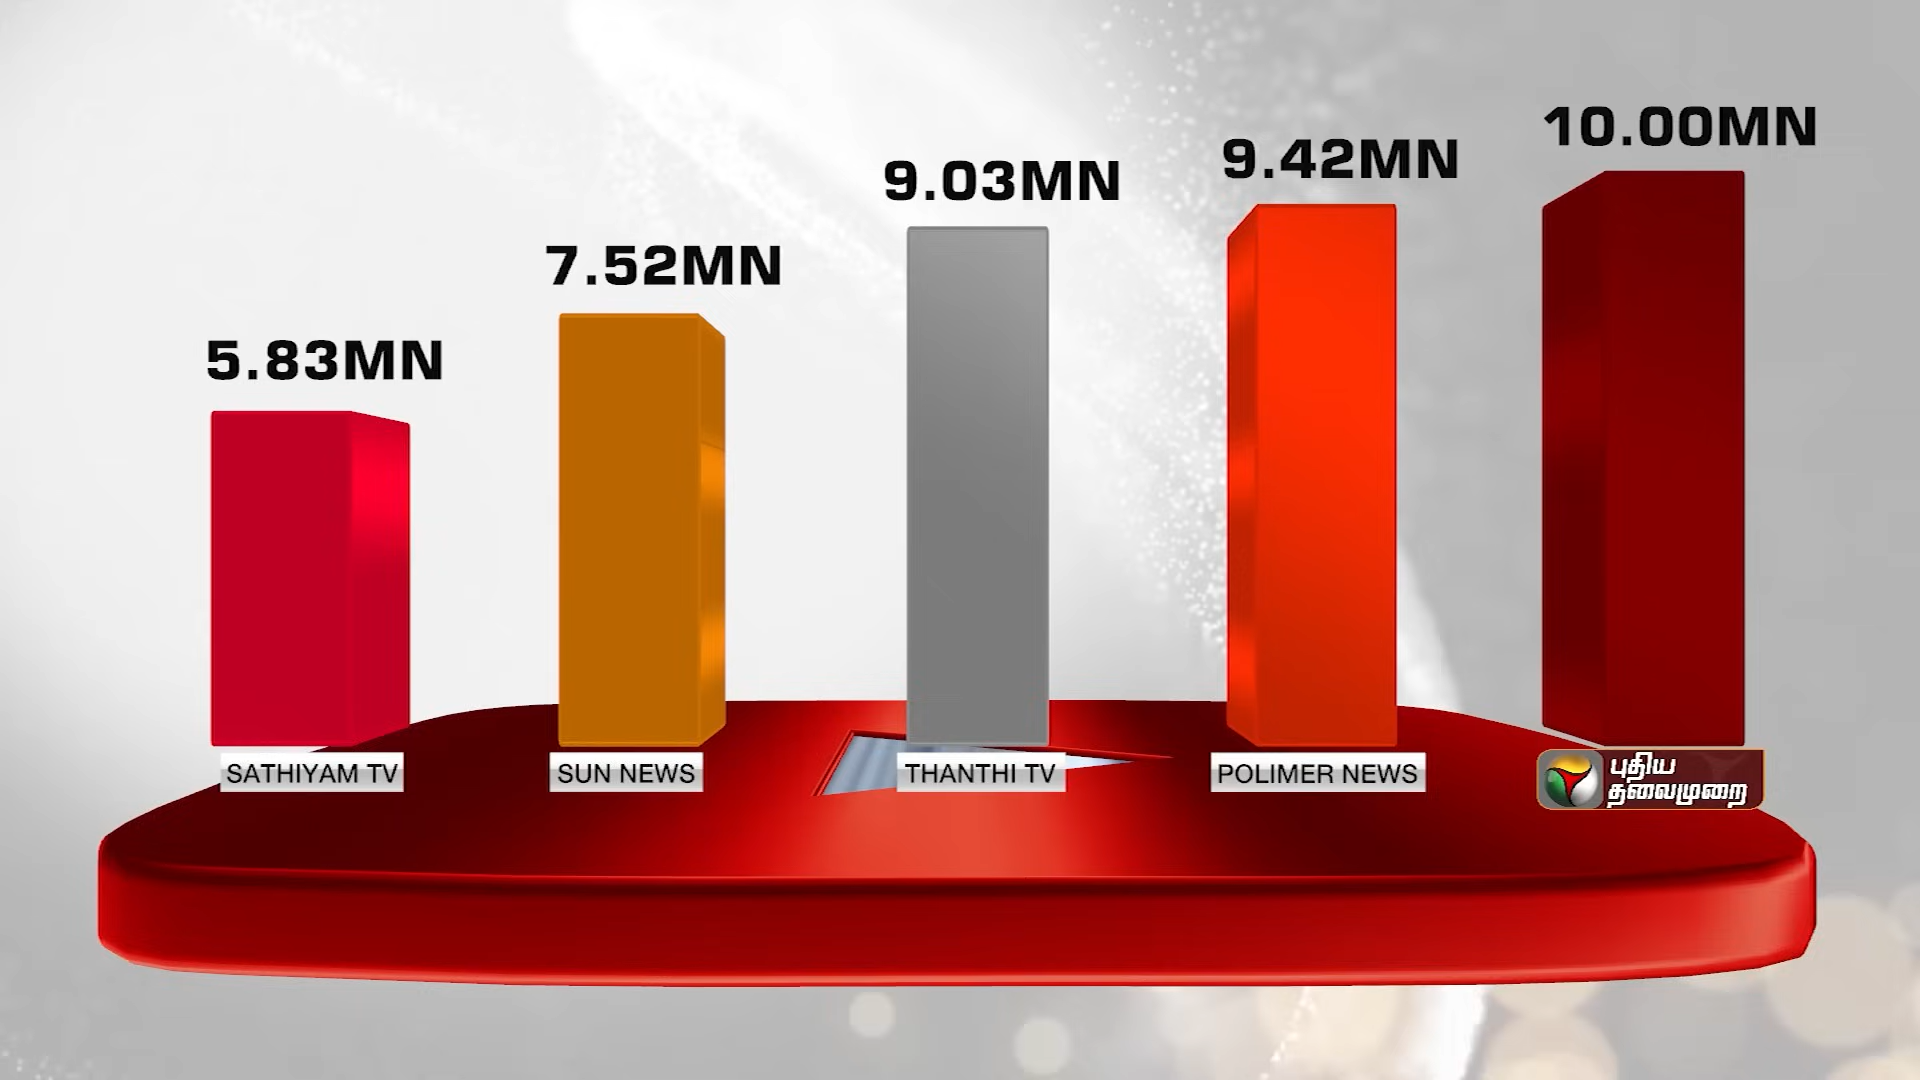 5.83MN
7.52MN
9.03MN
9.42MN
10.00MN
SATHIYAM TV
SUN NEWS
THANTHI TV
POLIMER NEWS
புதிய
தலைமுறை